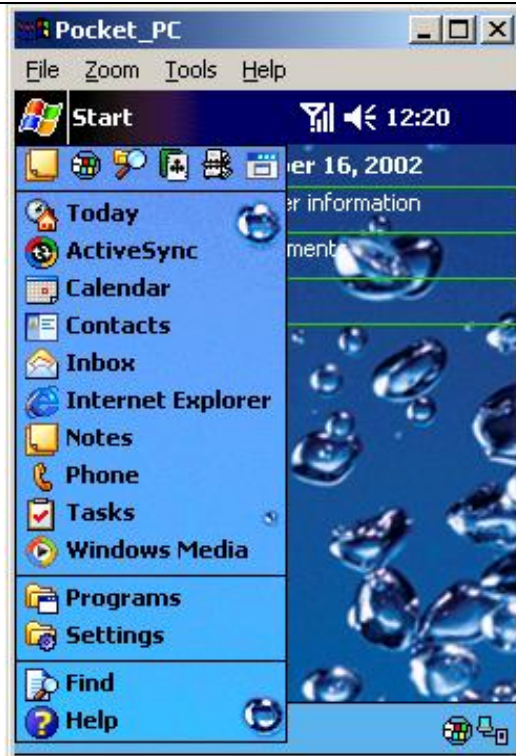 Pocket_PC
File Zoom Tools Help
Start 12:20
er 16, 2002
er information
ments
Today
ActiveSync
Calendar
Contacts
Inbox
Internet Explorer
Notes
Phone
Tasks
Windows Media
Programs
Settings
Find
Help